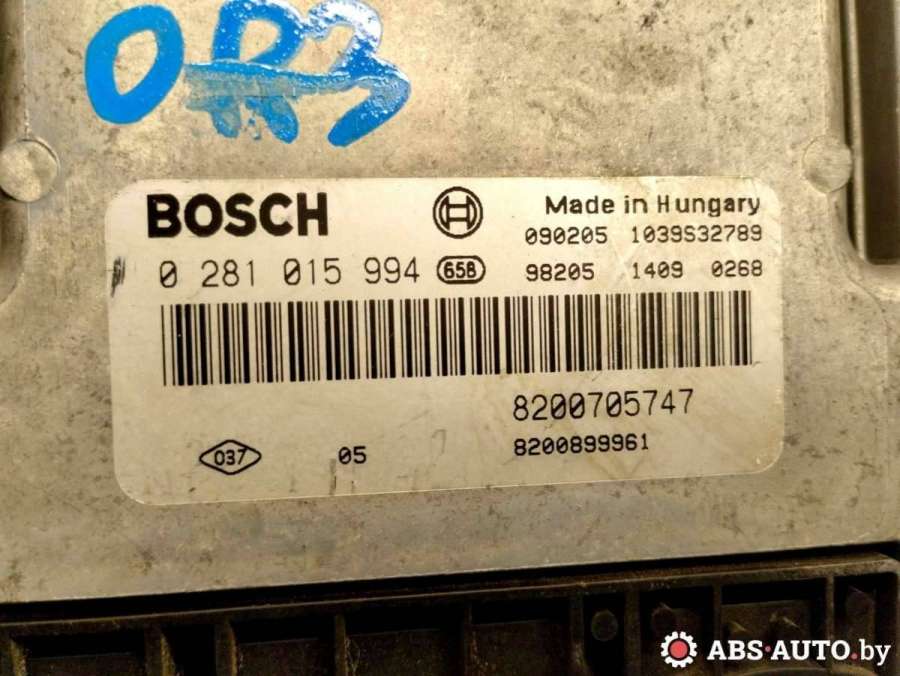 BOSCH
Made in Hungary
090205 1039S32789
0 281 015 994 658
98205 1409 0268
8200705747
037 05 8200899961
ABS-AUTO.by